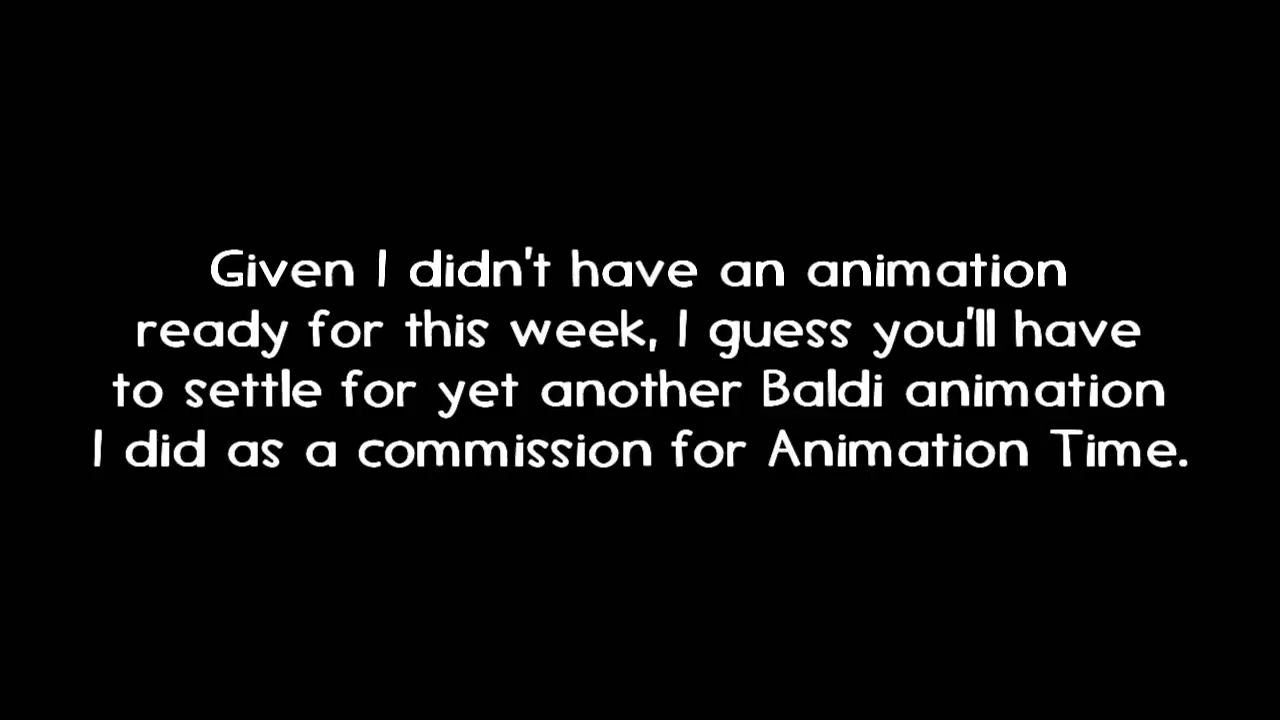 Given I didn't have an animation
ready for this week, I guess you'll have
to settle for yet another Baldi animation
I did as a commission for Animation Time.